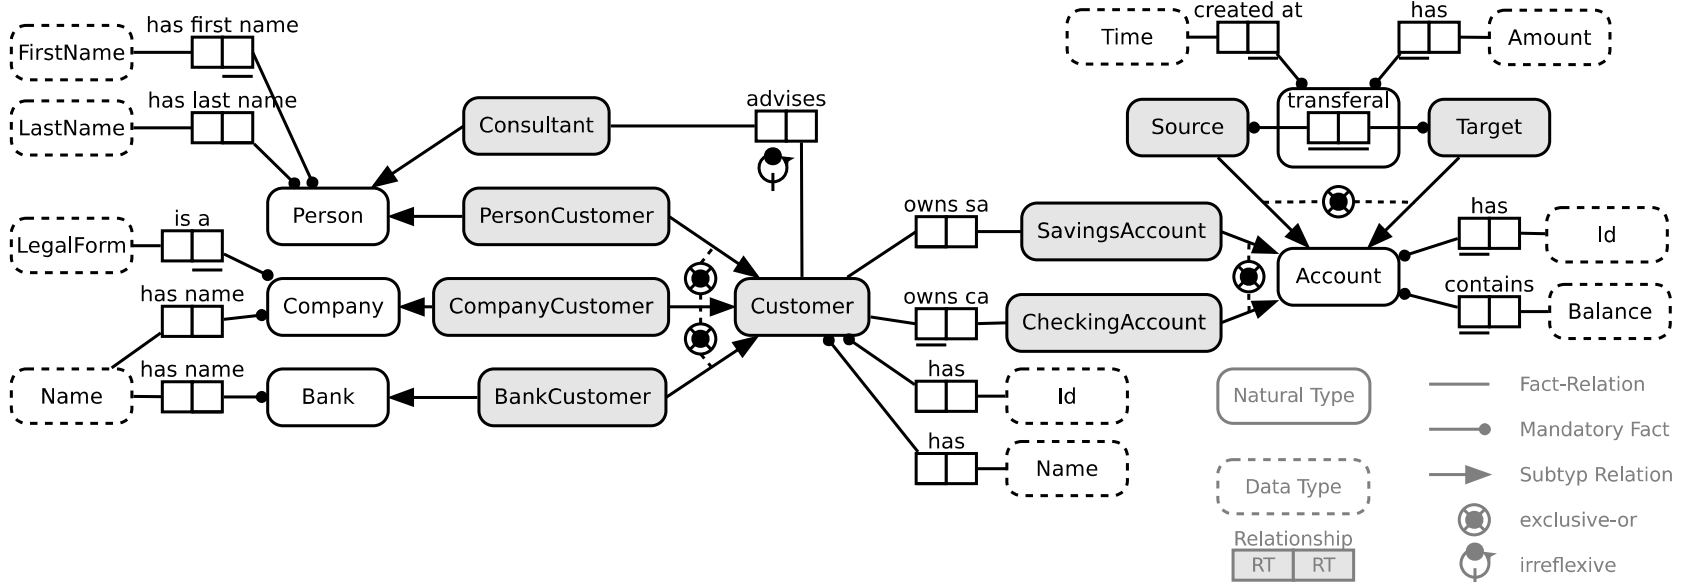 created at
has
has first name
FirstName
Time
Amount
has last name
LastName
Consultant
advises
transferal
Source
Target
is a
Person
PersonCustomer
owns sa
SavingsAccount
has
Id
LegalForm
Account
has name
Company
CompanyCustomer
Customer
owns ca
CheckingAccount
contains
Balance
has name
Name
Bank
BankCustomer
has
Id
has
Name
Natural Type
Fact-Relation
Mandatory Fact
Data Type
Subtyp Relation
exclusive-or
Relationship
RT RT
irreflexive